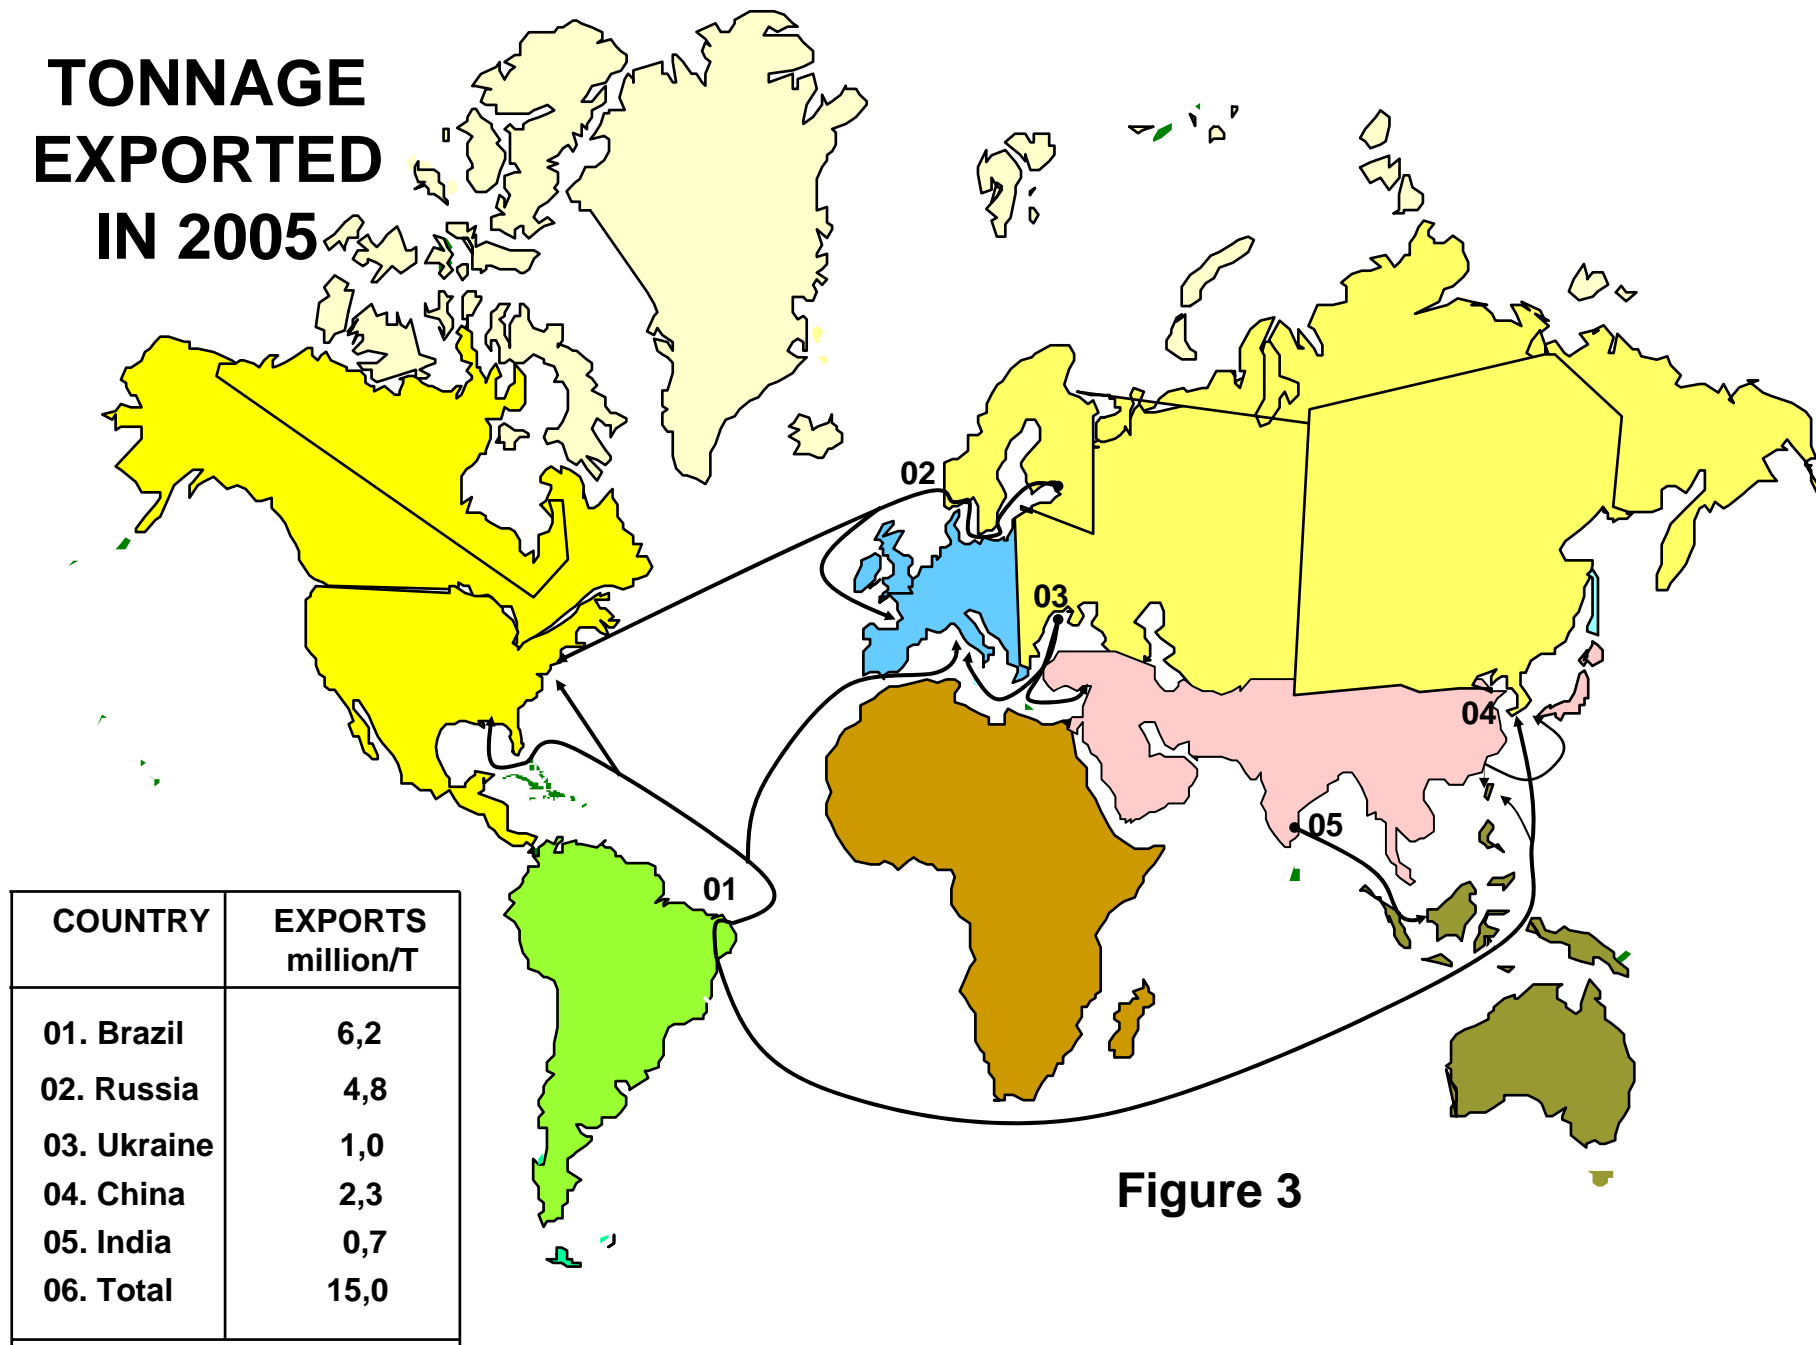 TONNAGE
EXPORTED
IN 2005
02
03
04
05
01
COUNTRY EXPORTS
million/T
01. Brazil 6,2
02. Russia 4,8
03. Ukraine 1,0
04. China 2,3
05. India 0,7
06. Total 15,0
Figure 3